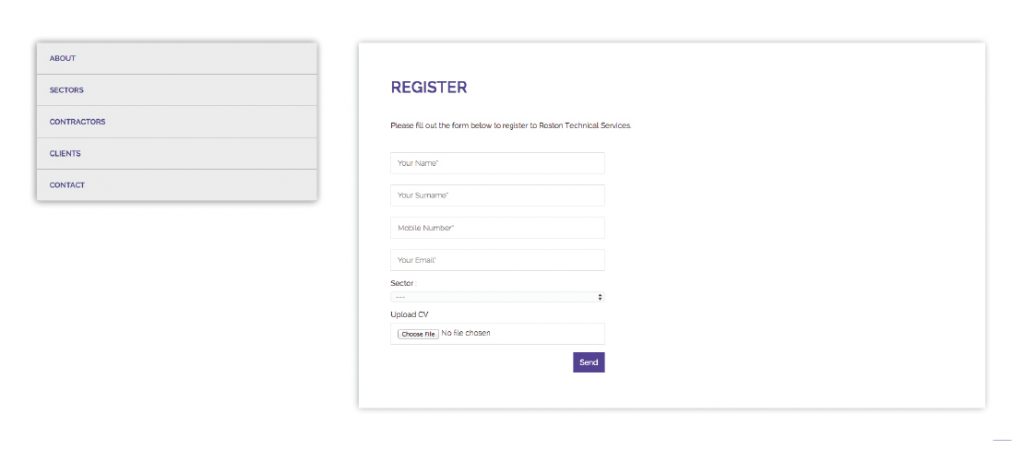 ABOUT
SECTORS
CONTRACTORS
CLIENTS
CONTACT
REGISTER
Please fill out the form below to register to Roston Technical Services.
Your Name*
Your Surname*
Mobile Number*
Your Email*
Sector :
---
Upload CV
Choose File No file chosen
Send